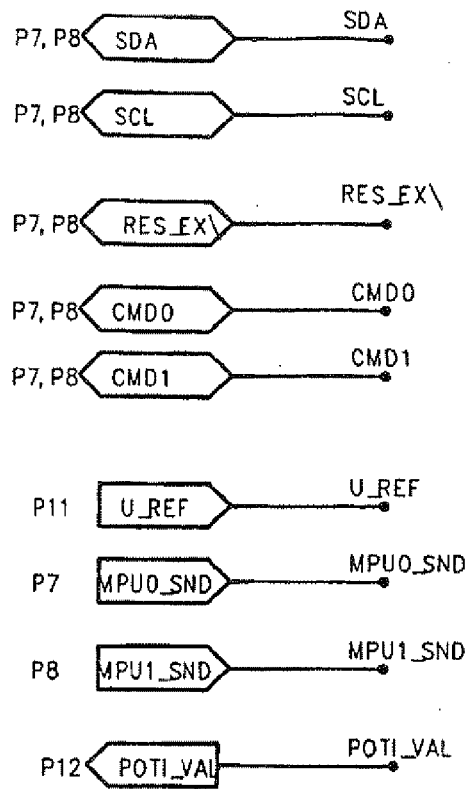 SDA
P7, P8 SDA
SCL
P7, P8 SCL
RES_EX\
P7, P8 RES_EX\
CMD0
P7, P8 CMD0
CMD1
P7, P8 CMD1
U_REF
P11 U_REF
MPU0_SND
P7 MPU0_SND
MPU1_SND
P8 MPU1_SND
POTI_VAL
P12 POTI_VAL